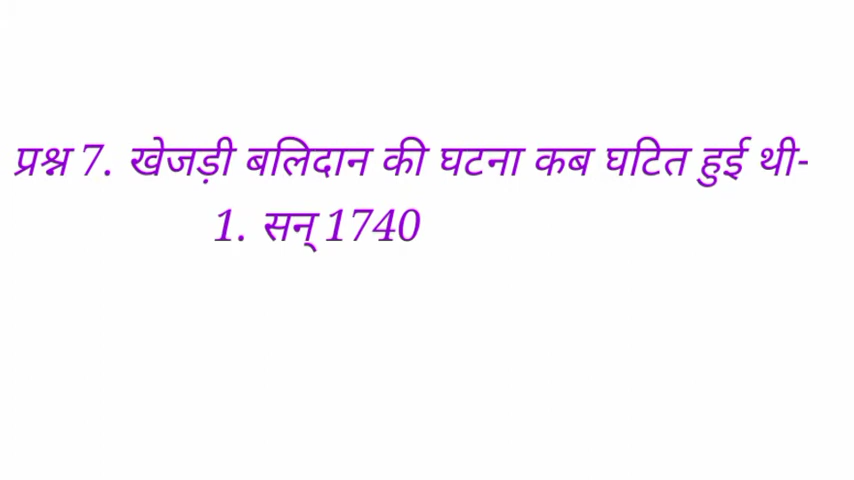 प्रश्न 7. खेजड़ी बलिदान की घटना कब घटित हुई थी-
1. सन् 1740